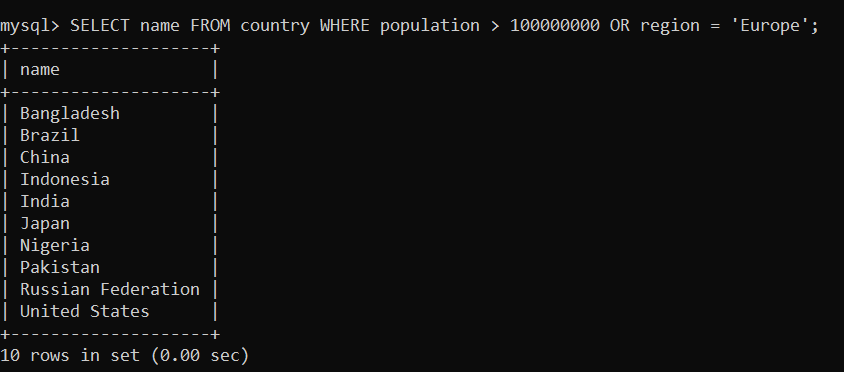 mysql> SELECT name FROM country WHERE population > 100000000 OR region = 'Europe';
+--------------------+
| name               |
+--------------------+
| Bangladesh         |
| Brazil             |
| China              |
| Indonesia          |
| India              |
| Japan              |
| Nigeria            |
| Pakistan           |
| Russian Federation |
| United States      |
+--------------------+
10 rows in set (0.00 sec)